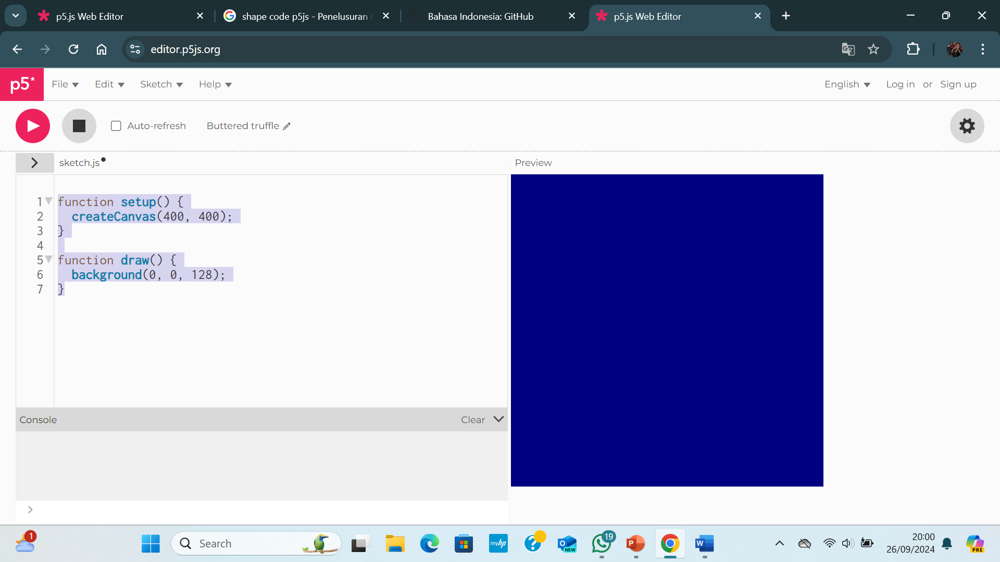 p5.js Web Editor
shape code p5js - Penelusuran
Bahasa Indonesia: GitHub
p5.js Web Editor
editor.p5js.org
p5* File Edit Sketch Help English Log in or Sign up
Auto-refresh Buttered truffle
sketch.js
Preview
1 function setup() {
2 createCanvas(400, 400);
3 }
4
5 function draw() {
6 background(0, 0, 128);
7 }
Console Clear
>
1
Search
myhp
?
O NEW
19
P
W
20:00
26/09/2024
PRE